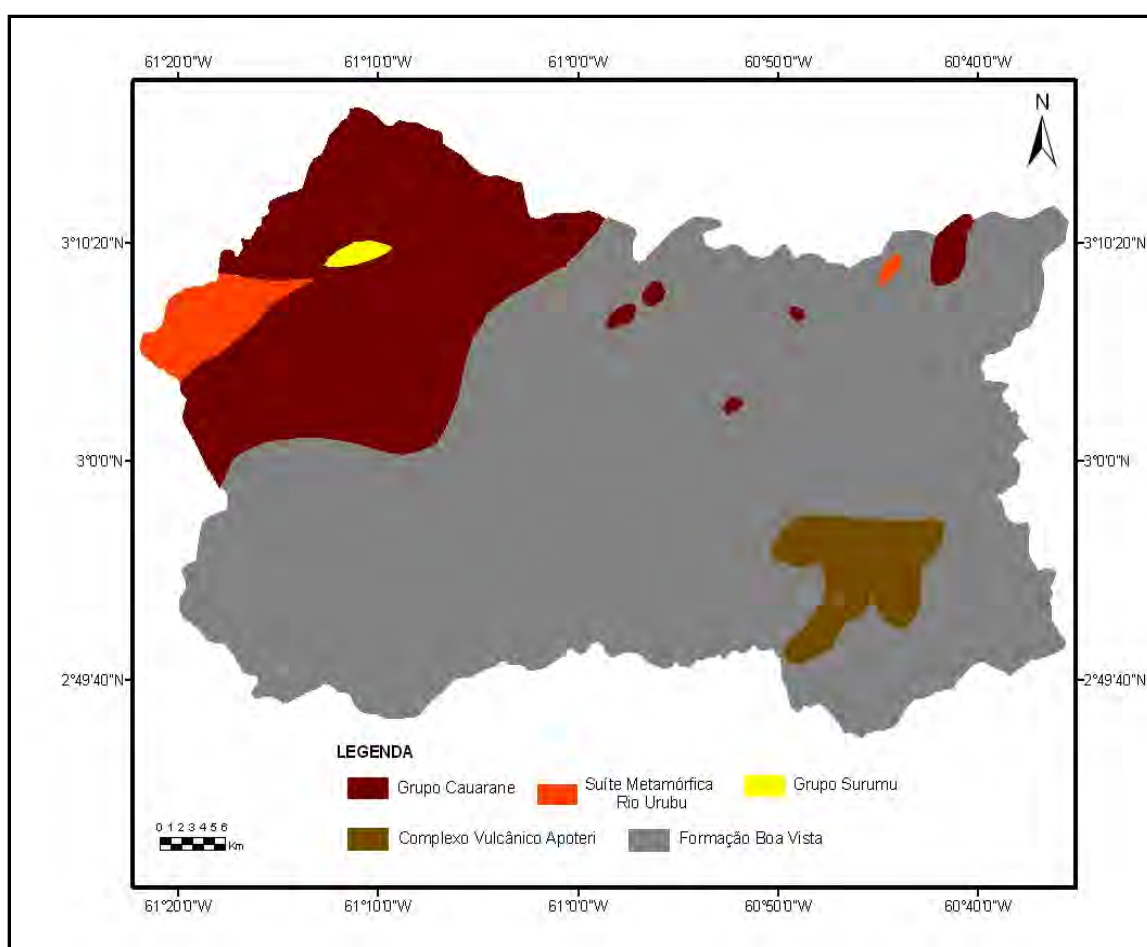 61°20'0"W
61°10'0"W
61°0'0"W
60°50'0"W
60°40'0"W
N
3°10'20"N
3°10'20"N
3°0'0"N
3°0'0"N
2°49'40"N
2°49'40"N
LEGENDA
Grupo Cauarane
Suíte Metamórfica
Rio Urubu
Grupo Surumu
Complexo Vulcânico Apoteri
Formação Boa Vista
0 1 2 3 4 5 6
Km
61°20'0"W
61°10'0"W
61°0'0"W
60°50'0"W
60°40'0"W